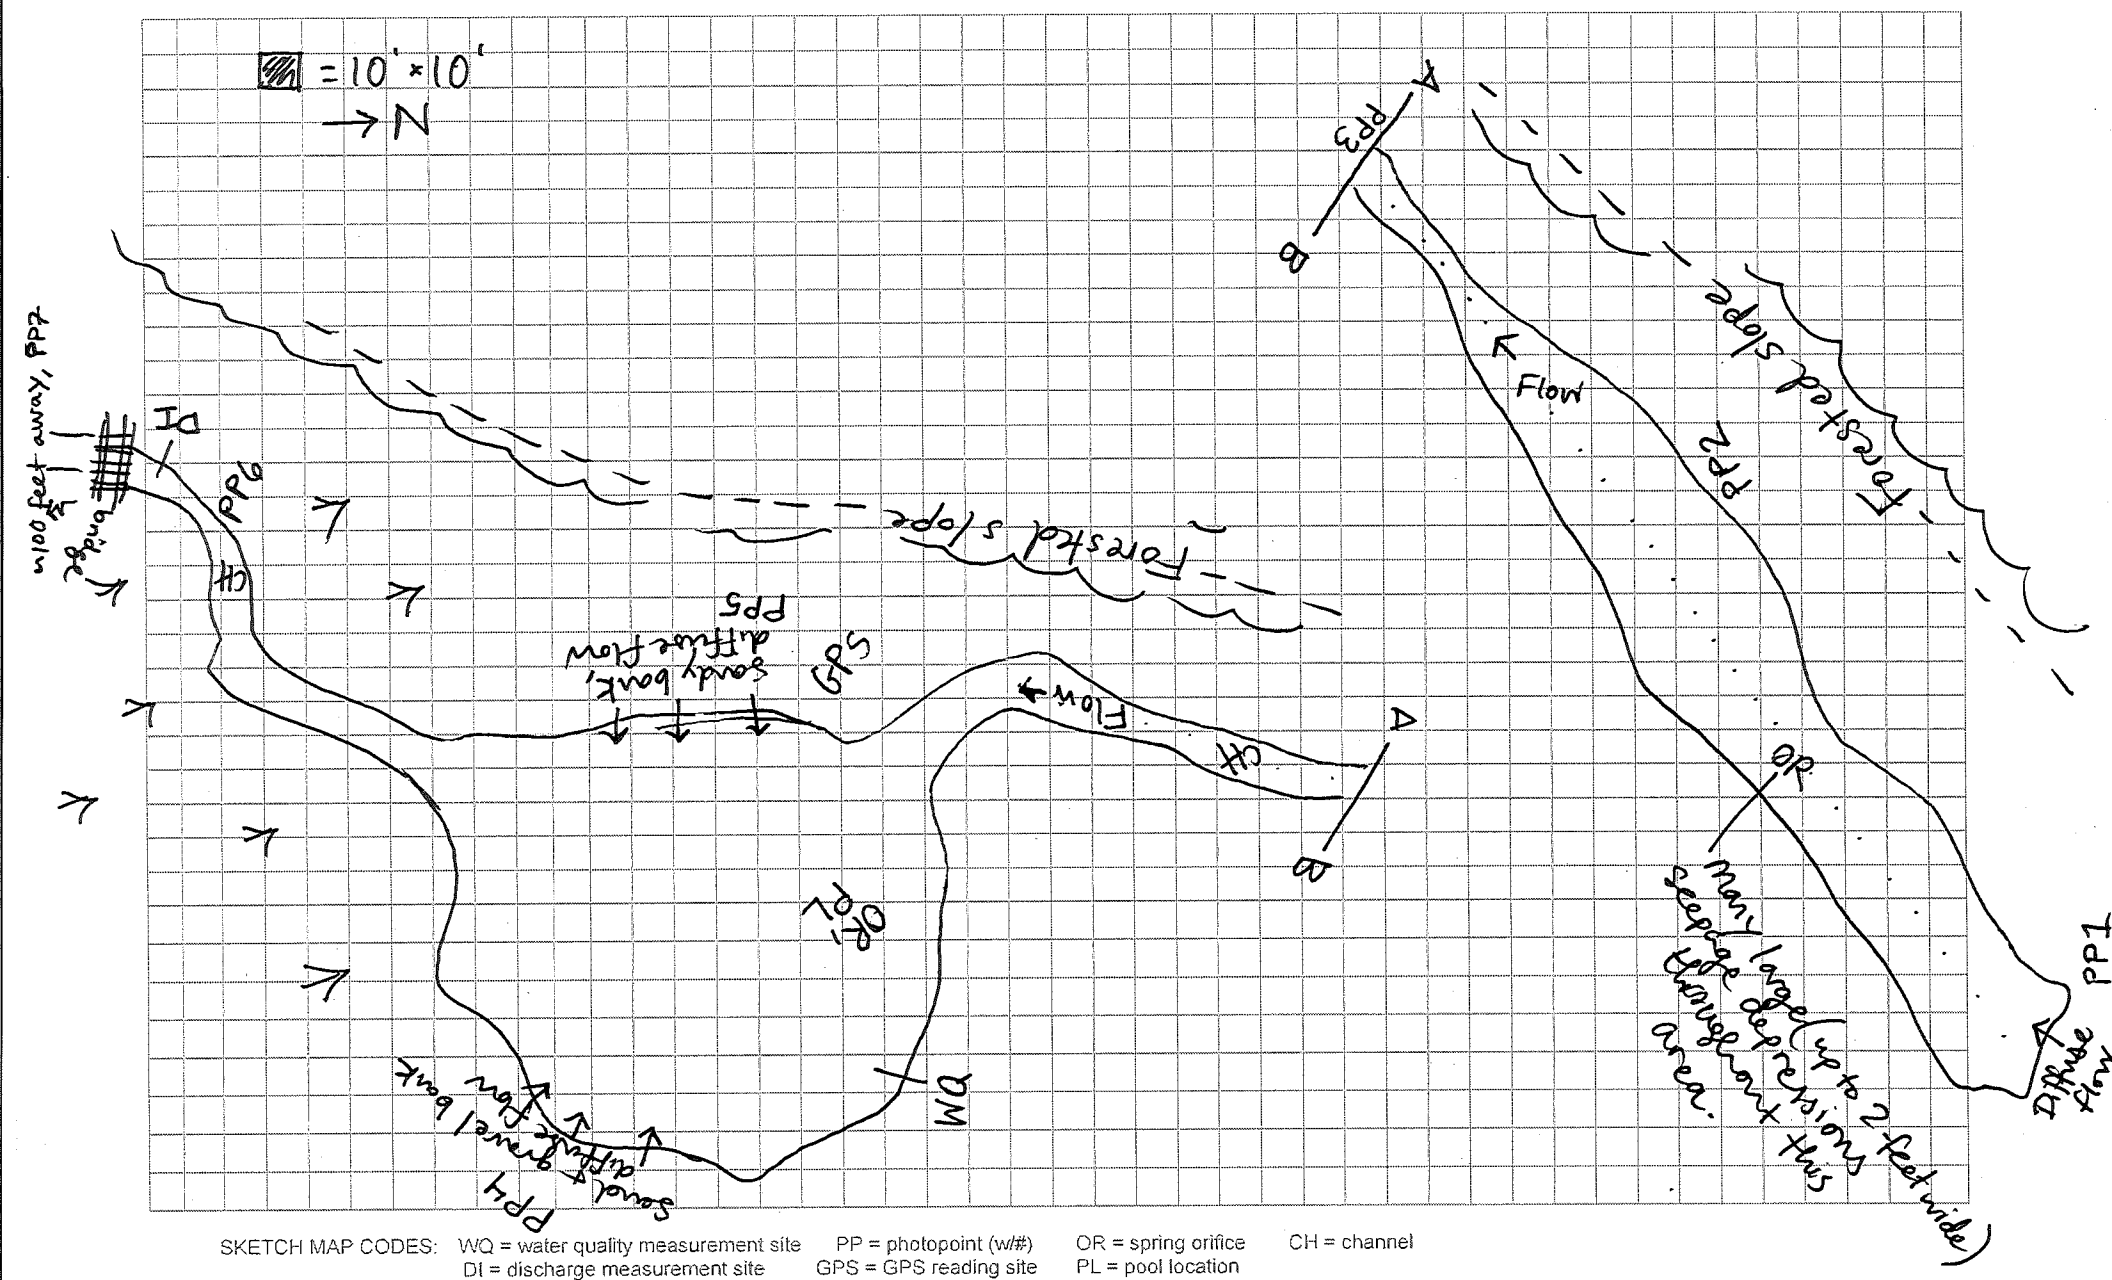 = 10' × 10'
→ N
A
PP3
B
Forested slope
Flow
PP2
~100 feet away, PP7
bridge
DI
PP6
CH
Forested slope
PP5
Sandy bank,
diffuse flow
GPS
Flow
CH
A
B
OR
OR;
PL
Many large (up to 2 feet wide)
seepage depressions
throughout this
area.
PP1
Diffuse
flow
WQ
Sand & gravel bank
diffuse flow
PP4
SKETCH MAP CODES: WQ = water quality measurement site PP = photopoint (w/#) OR = spring orifice CH = channel
DI = discharge measurement site GPS = GPS reading site PL = pool location